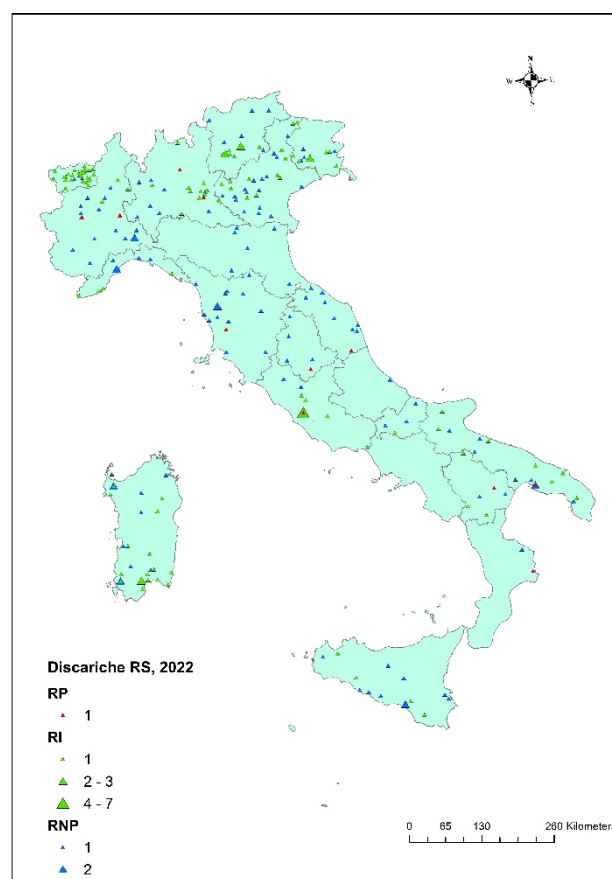 N
W E
S
Discariche RS, 2022
RP
1
RI
1
2 - 3
4 - 7
RNP
1
2
0 65 130 260 Kilometers